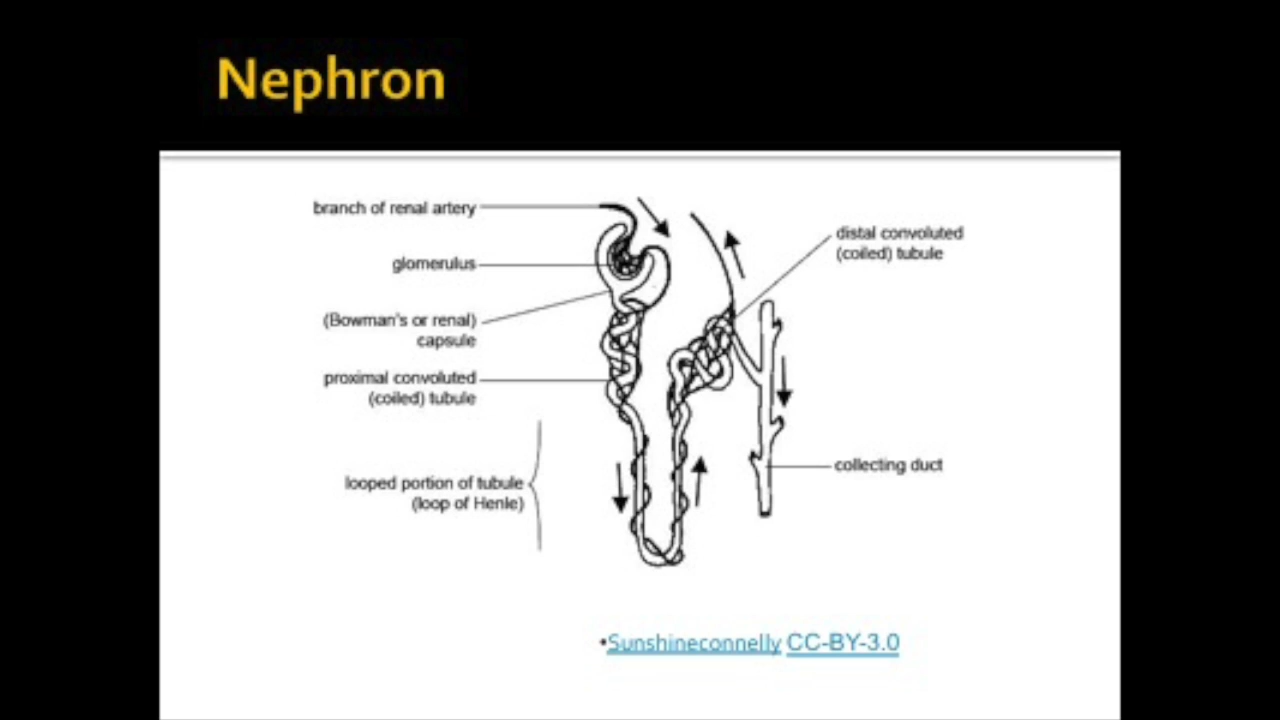 Nephron
branch of renal artery
glomerulus
(Bowman's or renal)
capsule
proximal convoluted
(coiled) tubule
looped portion of tubule
(loop of Henle)
distal convoluted
(coiled) tubule
collecting duct
•Sunshineconnelly CC-BY-3.0